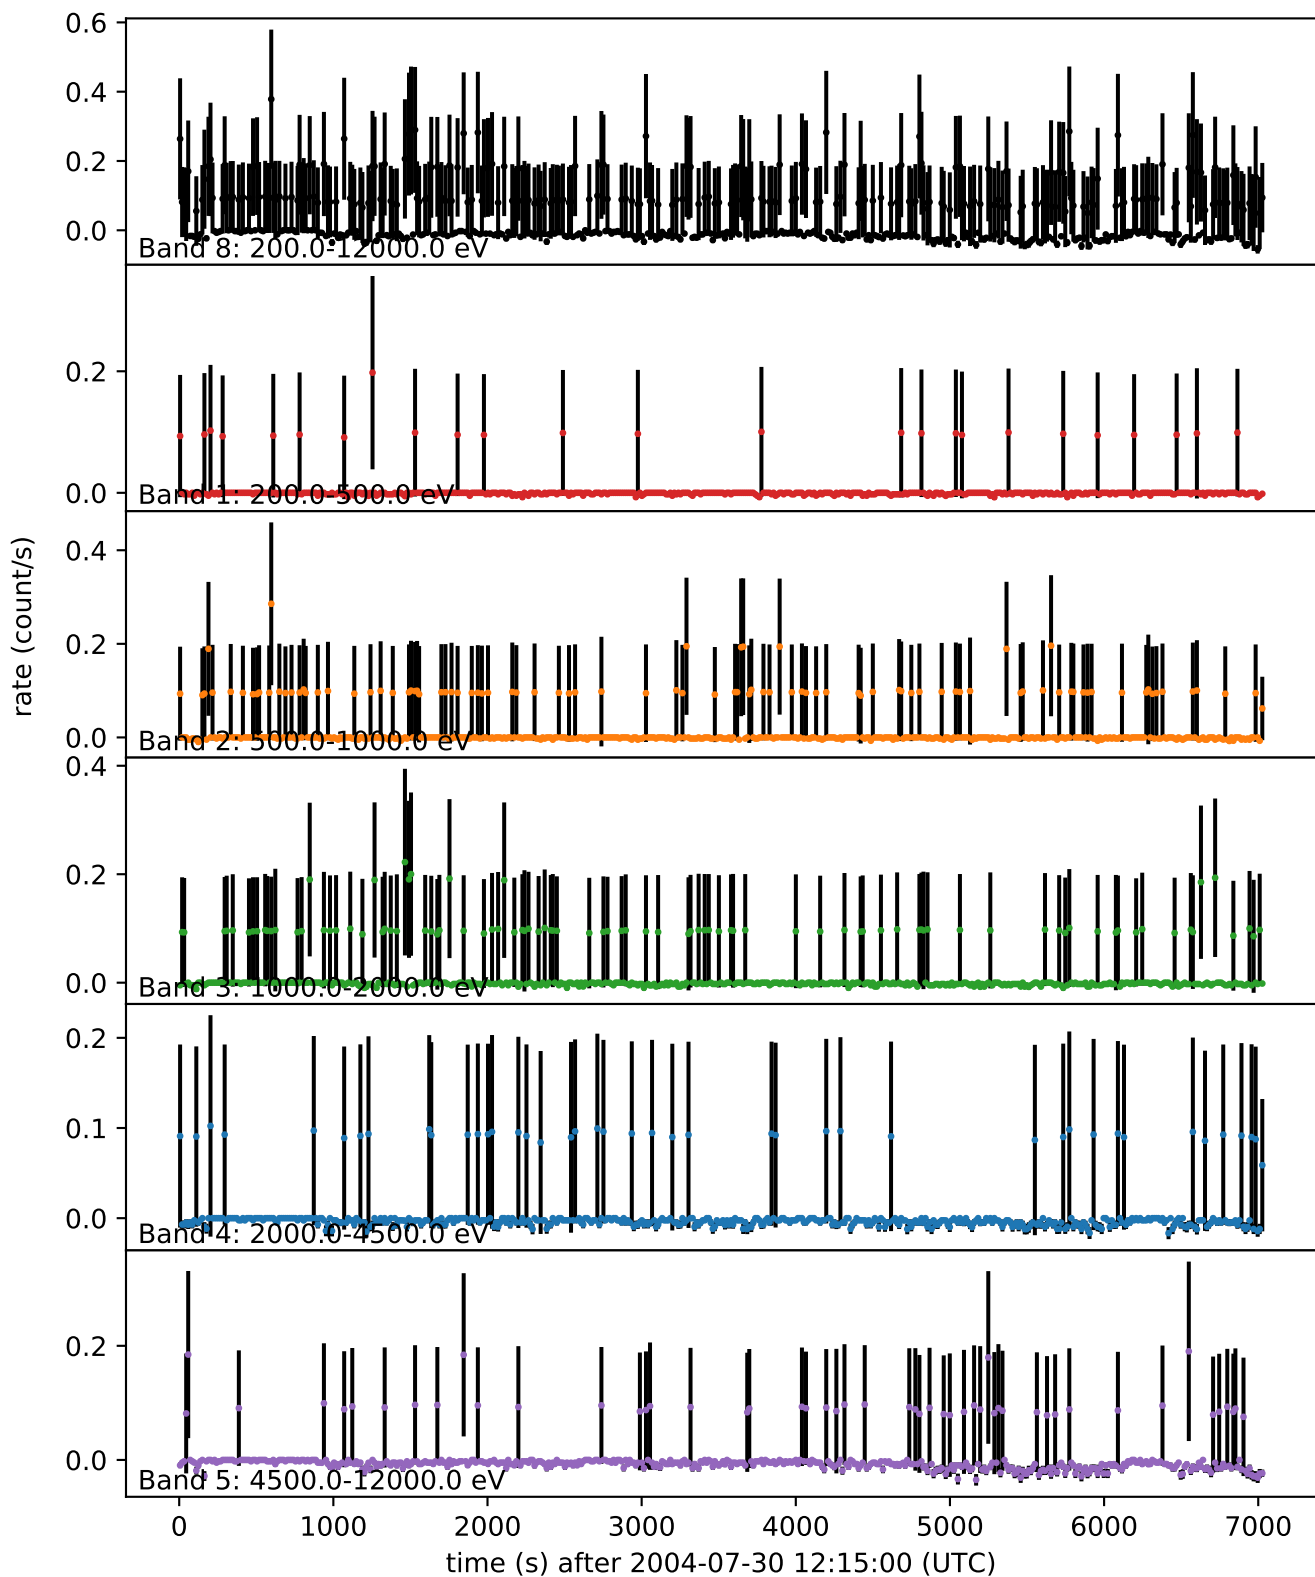 0.6
0.4
0.2
0.0
Band 8: 200.0-12000.0 eV
0.2
0.0
Band 1: 200.0-500.0 eV
rate (count/s)
0.4
0.2
0.0
Band 2: 500.0-1000.0 eV
0.4
0.2
0.0
Band 3: 1000.0-2000.0 eV
0.2
0.1
0.0
Band 4: 2000.0-4500.0 eV
0.2
0.0
Band 5: 4500.0-12000.0 eV
0 1000 2000 3000 4000 5000 6000 7000
time (s) after 2004-07-30 12:15:00 (UTC)